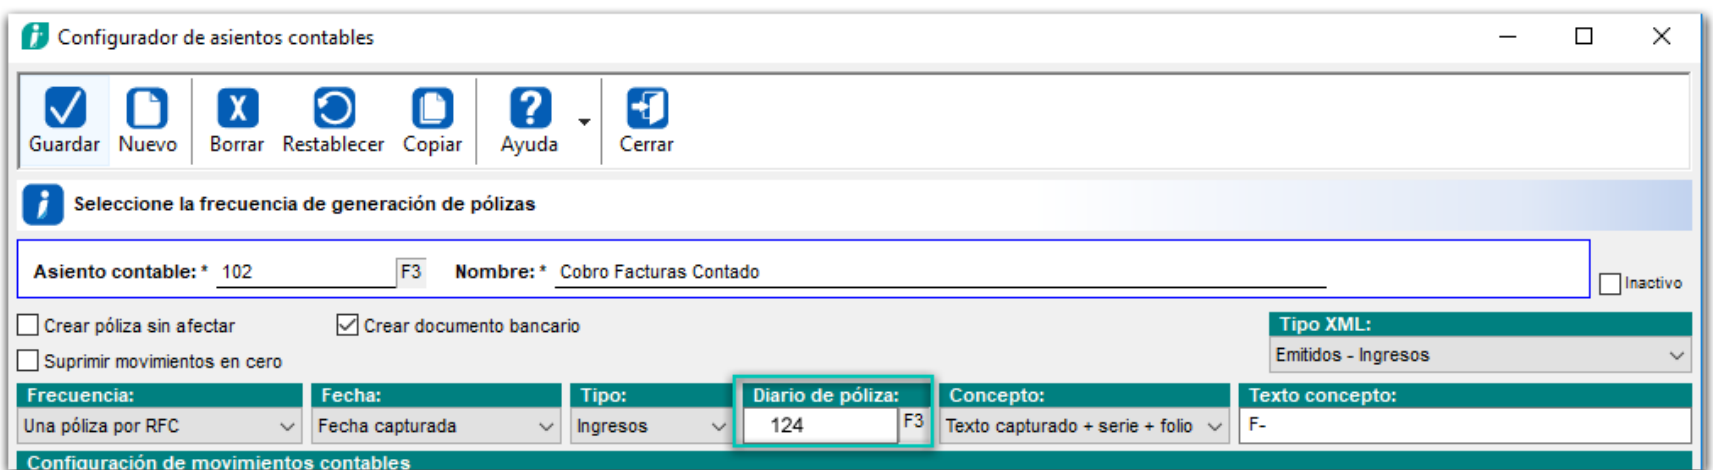 Configurador de asientos contables
Guardar Nuevo Borrar Restablecer Copiar Ayuda Cerrar
Seleccione la frecuencia de generación de pólizas
Asiento contable: * 102 F3 Nombre: * Cobro Facturas Contado
Inactivo
Crear póliza sin afectar Crear documento bancario
Tipo XML:
Suprimir movimientos en cero
Emitidos - Ingresos
Frecuencia: Fecha: Tipo: Diario de póliza: Concepto: Texto concepto:
Una póliza por RFC Fecha capturada Ingresos 124 F3 Texto capturado + serie + folio F-
Configuración de movimientos contables